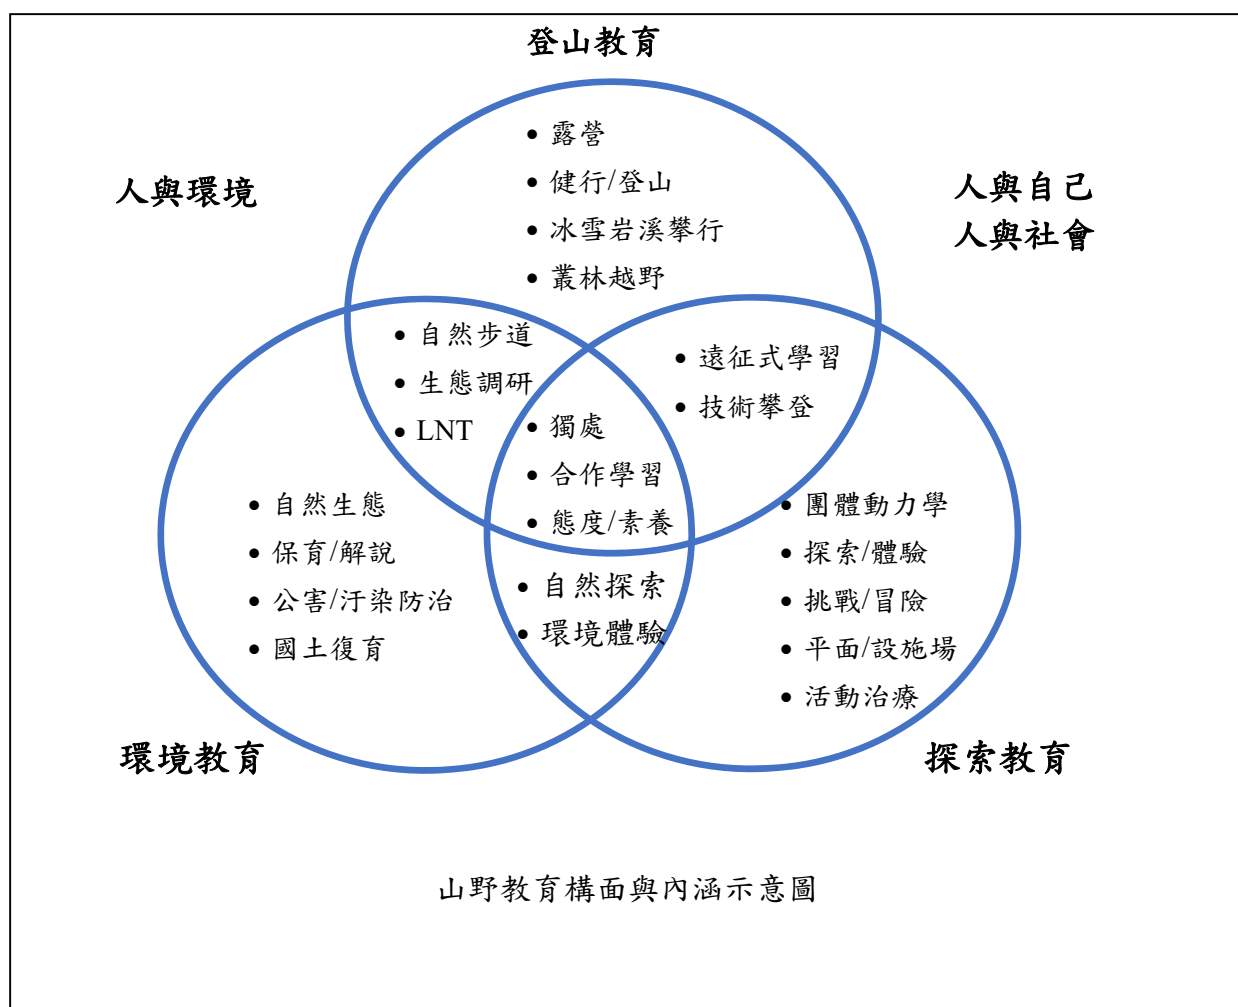 登山教育
人與環境
人與自己
人與社會
• 露營
• 健行/登山
• 冰雪岩溪攀行
• 叢林越野
• 自然步道
• 生態調研
• LNT
• 遠征式學習
• 技術攀登
• 獨處
• 合作學習
• 態度/素養
• 自然生態
• 保育/解說
• 公害/汙染防治
• 國土復育
• 自然探索
• 環境體驗
• 團體動力學
• 探索/體驗
• 挑戰/冒險
• 平面/設施場
• 活動治療
環境教育
探索教育
山野教育構面與內涵示意圖